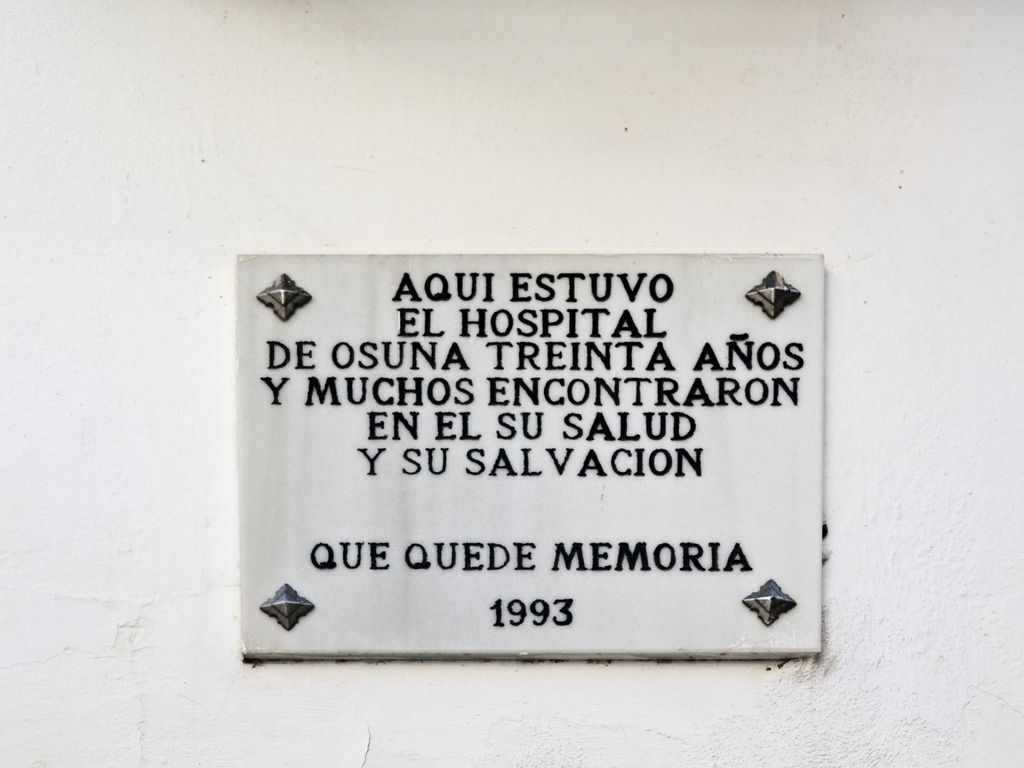 AQUI ESTUVO
EL HOSPITAL
DE OSUNA TREINTA AÑOS
Y MUCHOS ENCONTRARON
EN EL SU SALUD
Y SU SALVACION
QUE QUEDE MEMORIA
1993